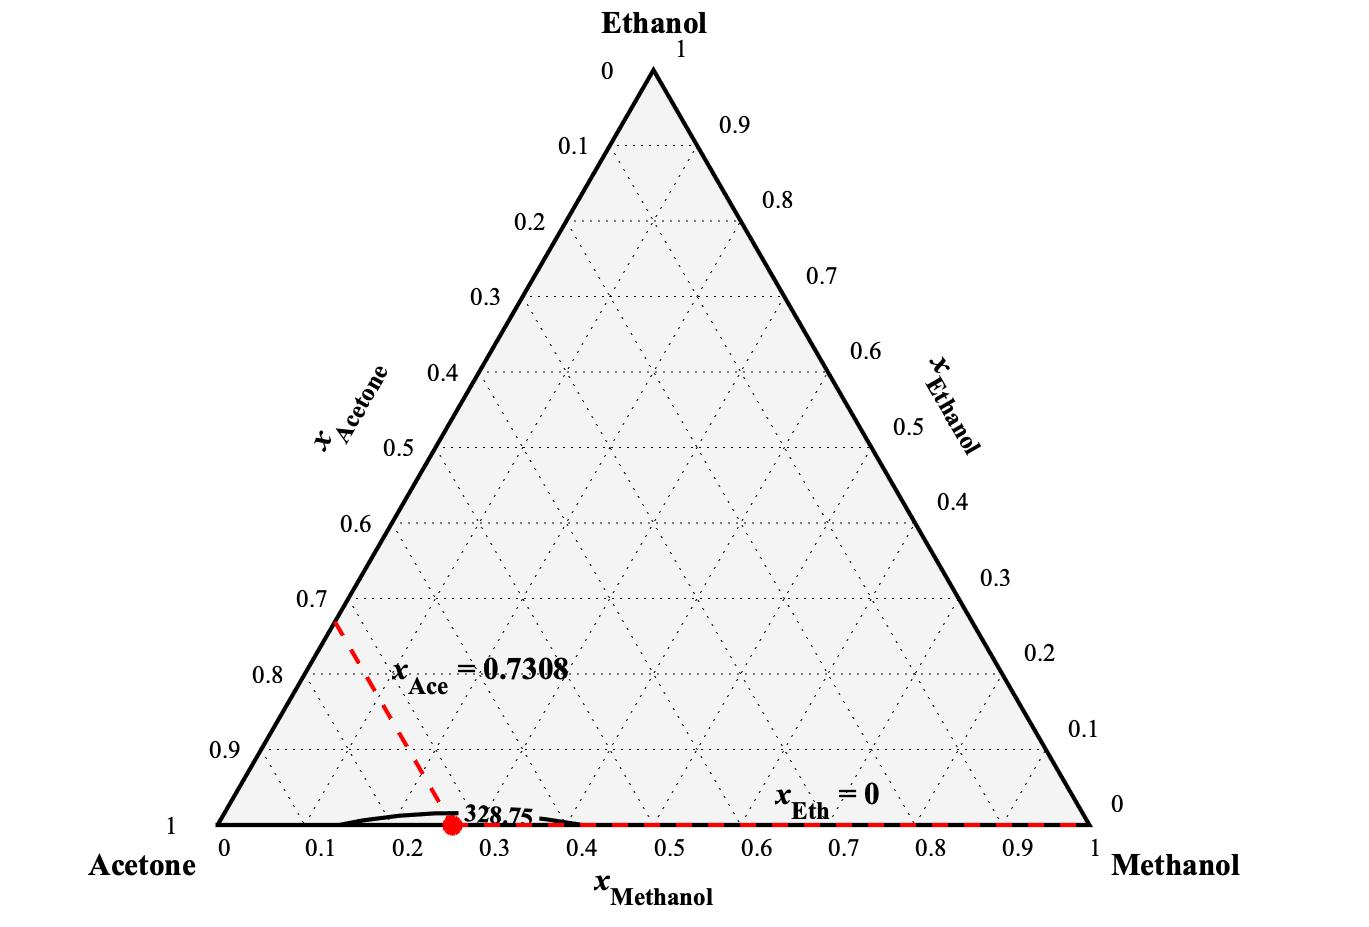 Ethanol
1
0
0.9
0.1
0.8
0.2
0.7
0.3
0.6
0.4
x Acetone
x Ethanol
0.5
0.5
0.4
0.6
0.3
0.7
0.2
x Ace = 0.7308
0.8
0.1
0.9
x Eth = 0
0
328.75
1
0 0.1 0.2 0.3 0.4 0.5 0.6 0.7 0.8 0.9 1
Acetone
Methanol
x Methanol